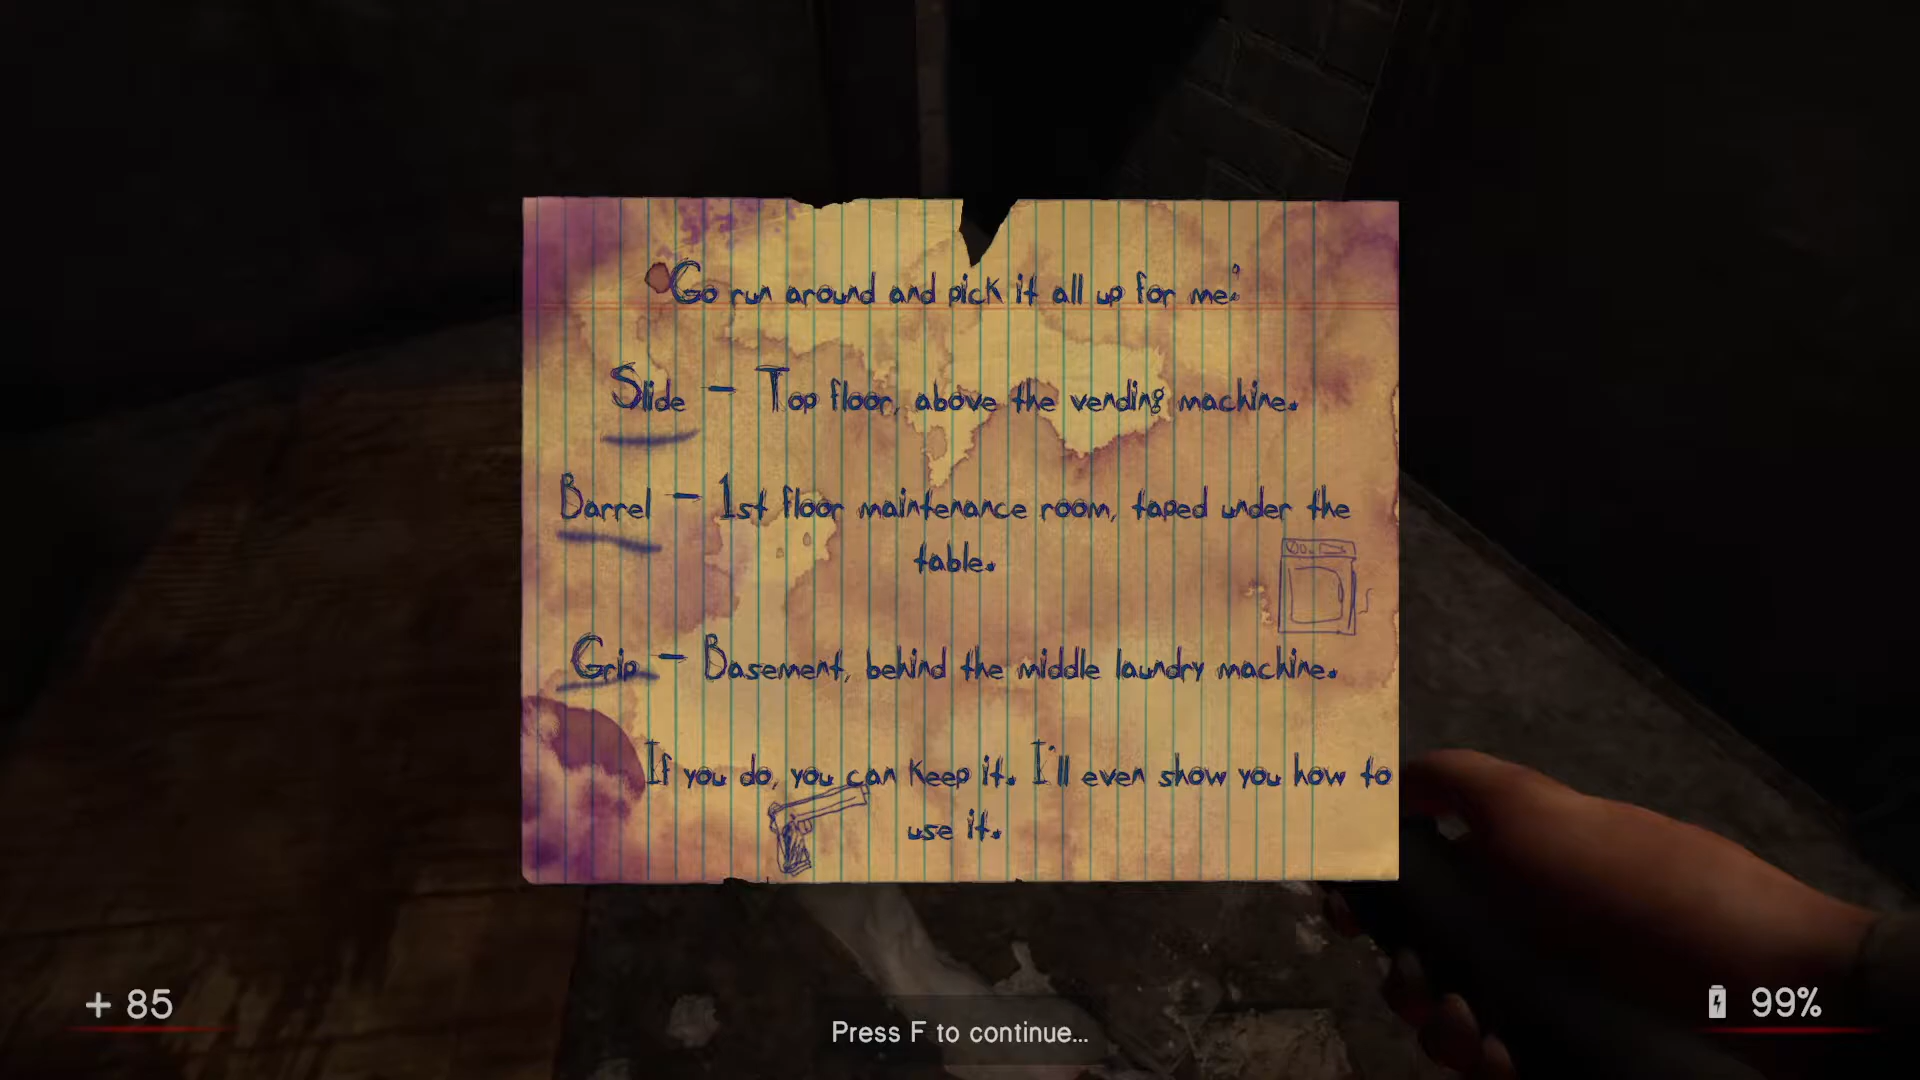 Go run around and pick it all up for me:
Slide - Top floor, above the vending machine.
Barrel - 1st floor maintenance room, taped under the
table.
Grip - Basement, behind the middle laundry machine.
If you do, you can keep it. I'll even show you how to
use it.
+ 85
99%
Press F to continue...